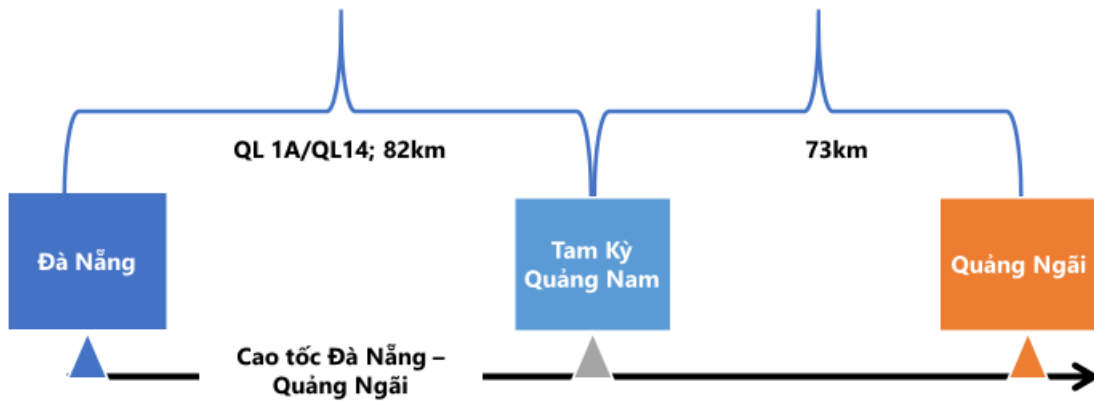 QL 1A/QL14; 82km
73km
Đà Nẵng
Tam Kỳ
Quảng Nam
Quảng Ngãi
Cao tốc Đà Nẵng –
Quảng Ngãi